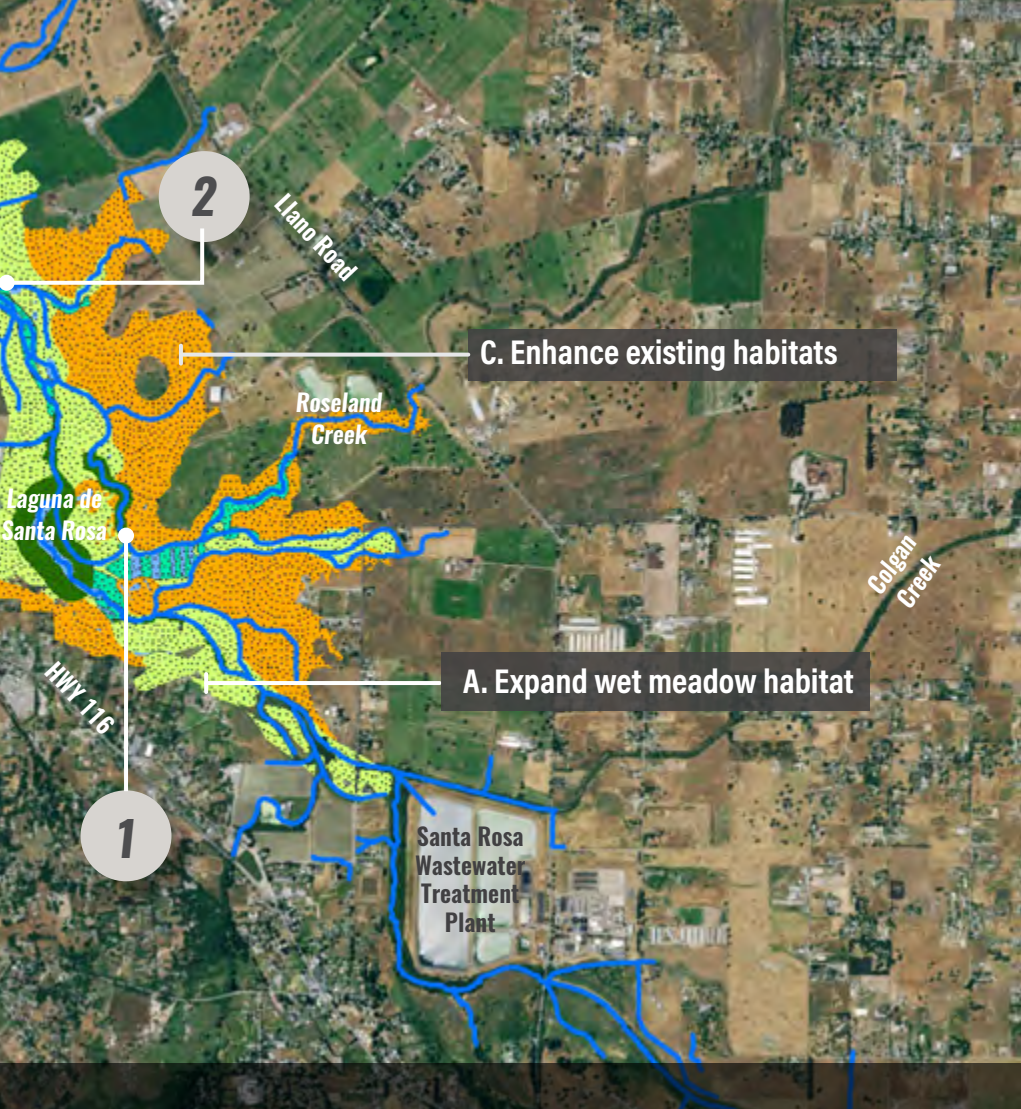 2
Llano Road
C. Enhance existing habitats
Roseland
Creek
Laguna de
Santa Rosa
Colgan
Creek
A. Expand wet meadow habitat
HWY 116
1
Santa Rosa
Wastewater
Treatment
Plant